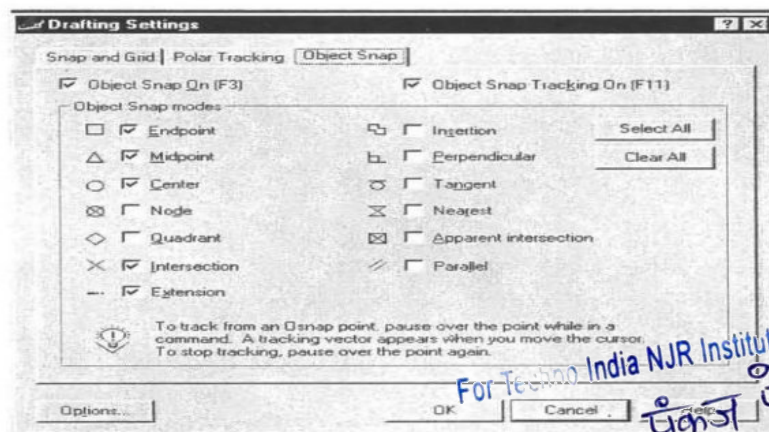 Drafting Settings
Snap and Grid Polar Tracking Object Snap
Object Snap On (F3) Object Snap Tracking On (F11)
Object Snap modes
Endpoint Insertion Select All
Midpoint Perpendicular Clear All
Center Tangent
Node Nearest
Quadrant Apparent intersection
Intersection Parallel
Extension
To track from an Osnap point, pause over the point while in a
command. A tracking vector appears when you move the cursor.
To stop tracking, pause over the point again.
For Techno India NJR
Options... OK Cancel Help
पंकज